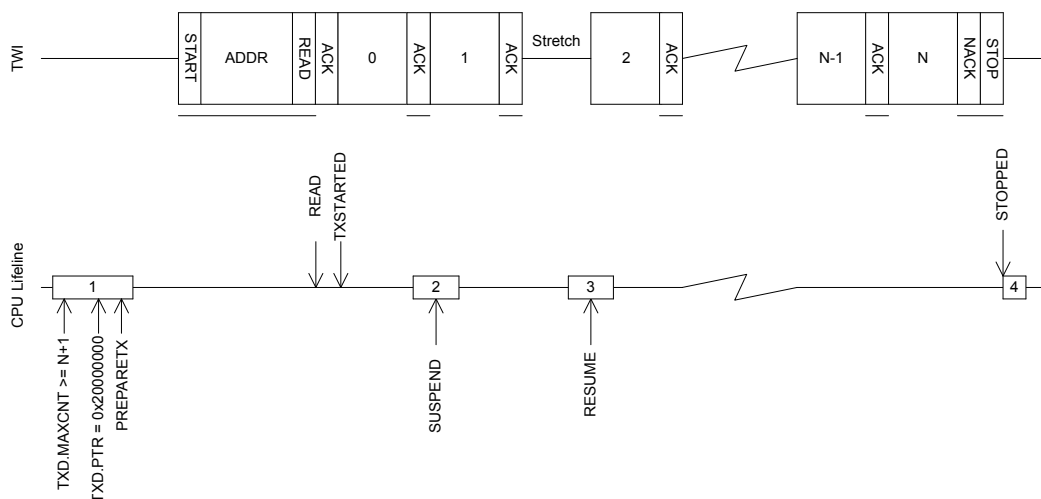 TWI
START
ADDR
READ
ACK
0
ACK
1
ACK
Stretch
2
ACK
N-1
ACK
N
NACK
STOP
READ
TXSTARTED
STOPPED
CPU Lifeline
1
2
3
4
TXD.MAXCNT >= N+1
TXD.PTR = 0x20000000
PREPARETX
SUSPEND
RESUME